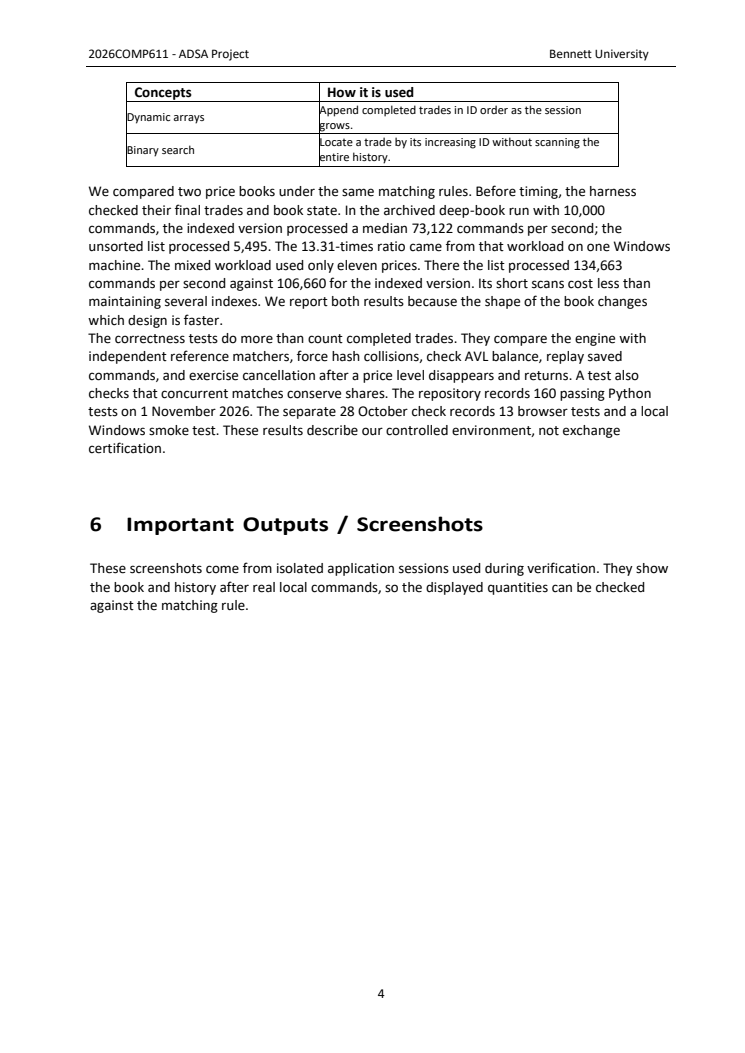 2026COMP611 - ADSA Project Bennett University
Concepts How it is used
Dynamic arrays Append completed trades in ID order as the session
grows.
Binary search Locate a trade by its increasing ID without scanning the
entire history.
We compared two price books under the same matching rules. Before timing, the harness
checked their final trades and book state. In the archived deep-book run with 10,000
commands, the indexed version processed a median 73,122 commands per second; the
unsorted list processed 5,495. The 13.31-times ratio came from that workload on one Windows
machine. The mixed workload used only eleven prices. There the list processed 134,663
commands per second against 106,660 for the indexed version. Its short scans cost less than
maintaining several indexes. We report both results because the shape of the book changes
which design is faster.
The correctness tests do more than count completed trades. They compare the engine with
independent reference matchers, force hash collisions, check AVL balance, replay saved
commands, and exercise cancellation after a price level disappears and returns. A test also
checks that concurrent matches conserve shares. The repository records 160 passing Python
tests on 1 November 2026. The separate 28 October check records 13 browser tests and a local
Windows smoke test. These results describe our controlled environment, not exchange
certification.
6 Important Outputs / Screenshots
These screenshots come from isolated application sessions used during verification. They show
the book and history after real local commands, so the displayed quantities can be checked
against the matching rule.
4